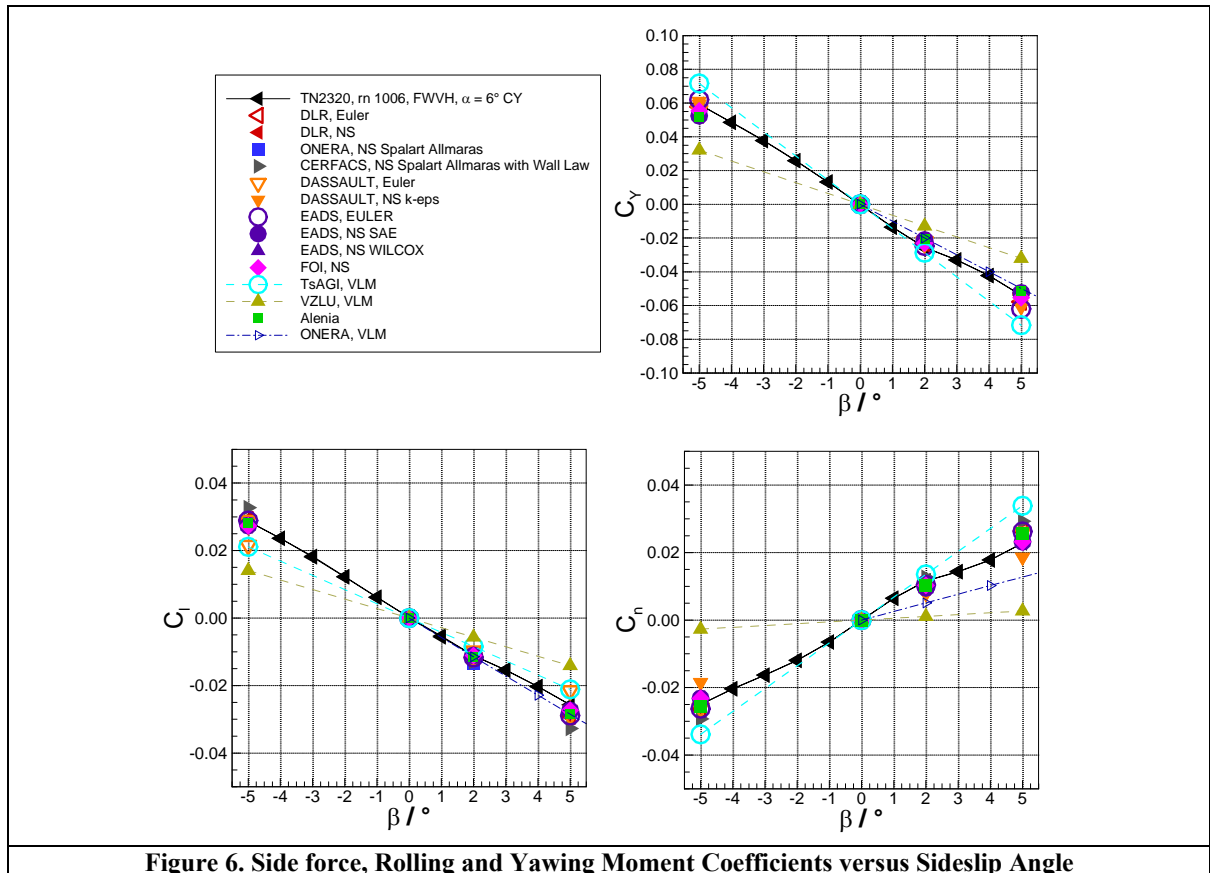 TN2320, rn 1006, FWVH, α = 6° CY
DLR, Euler
DLR, NS
ONERA, NS Spalart Allmaras
CERFACS, NS Spalart Allmaras with Wall Law
DASSAULT, Euler
DASSAULT, NS k-eps
EADS, EULER
EADS, NS SAE
EADS, NS WILCOX
FOI, NS
TsAGI, VLM
VZLU, VLM
Alenia
ONERA, VLM
0.10
0.08
0.06
0.04
0.02
0.00
-0.02
-0.04
-0.06
-0.08
-0.10
C_Y
-5 -4 -3 -2 -1 0 1 2 3 4 5
β / °
0.04
0.02
0.00
-0.02
-0.04
C_l
-5 -4 -3 -2 -1 0 1 2 3 4 5
β / °
0.04
0.02
0.00
-0.02
-0.04
C_n
-5 -4 -3 -2 -1 0 1 2 3 4 5
β / °
Figure 6. Side force, Rolling and Yawing Moment Coefficients versus Sideslip Angle